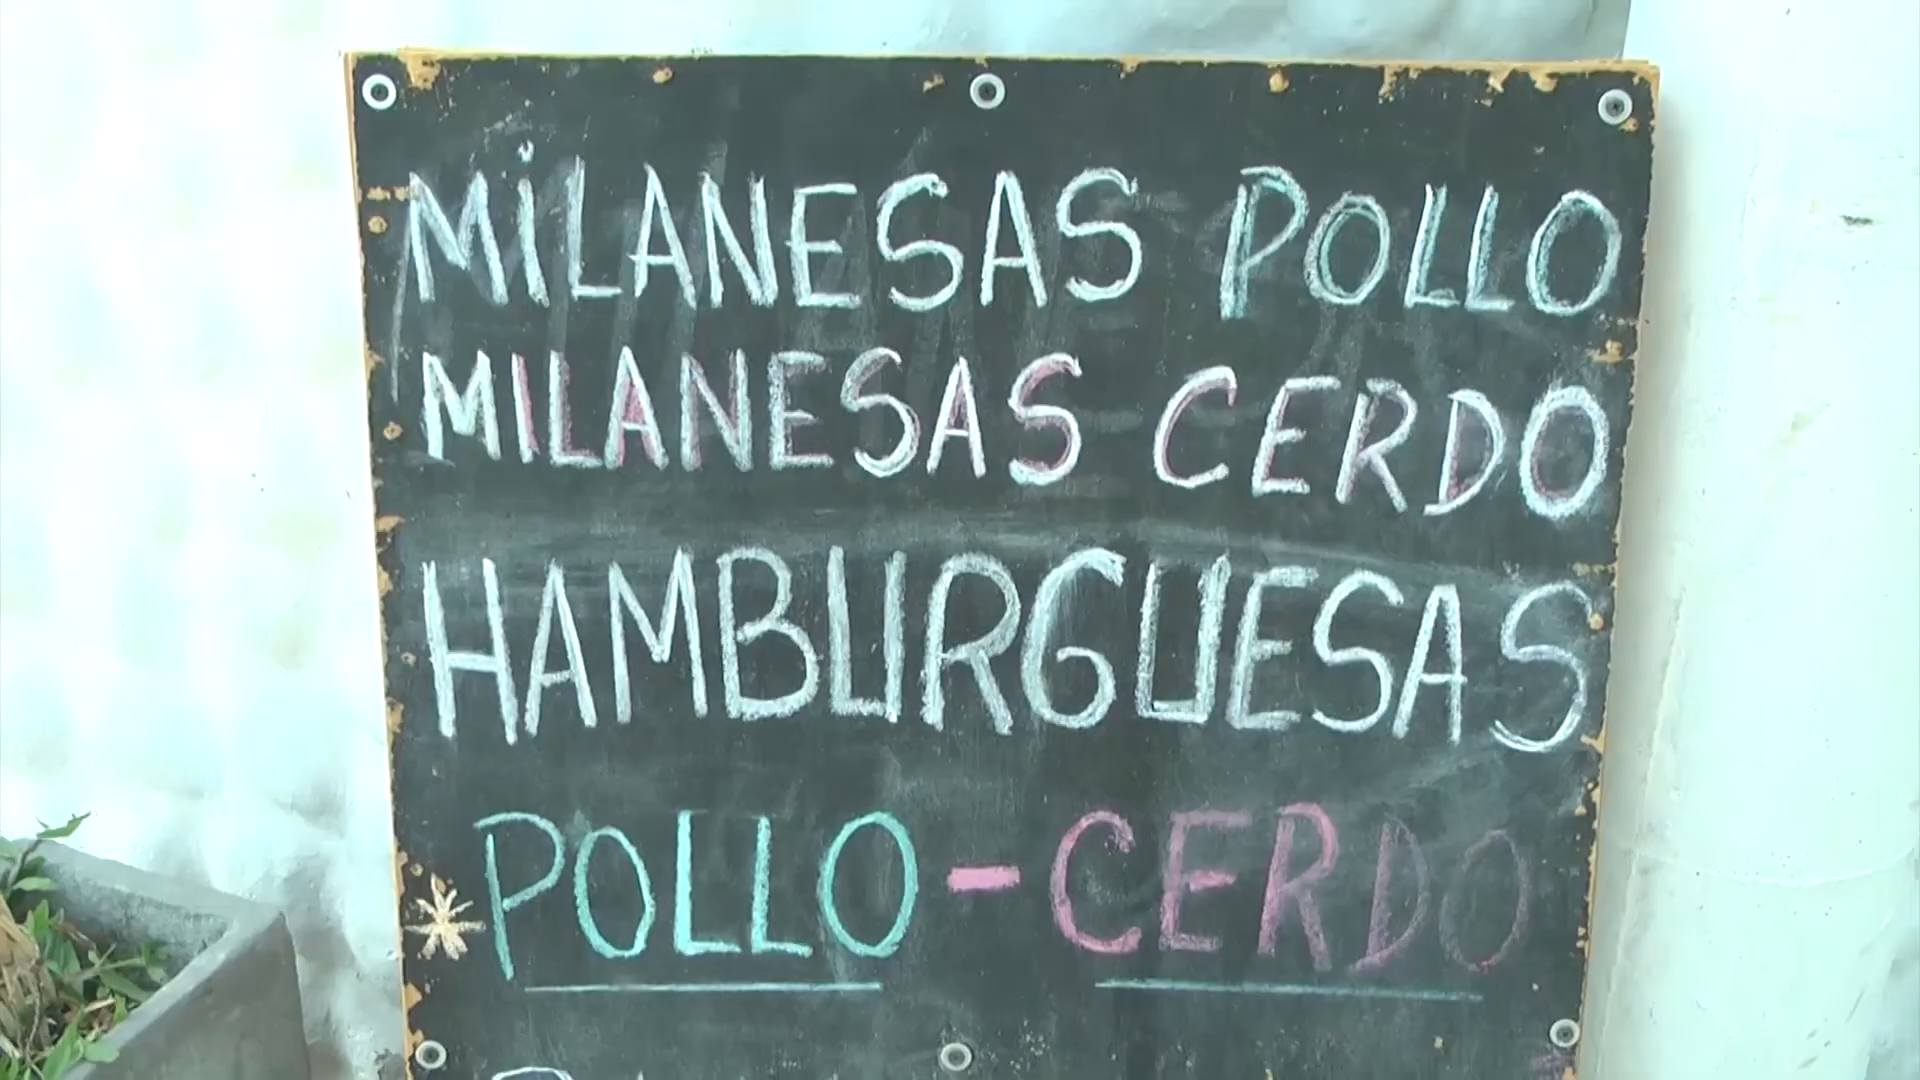 MiLANESAS POLLO
MILANESAS CERDO
HAMBURGUESAS
* POLLO - CERDO